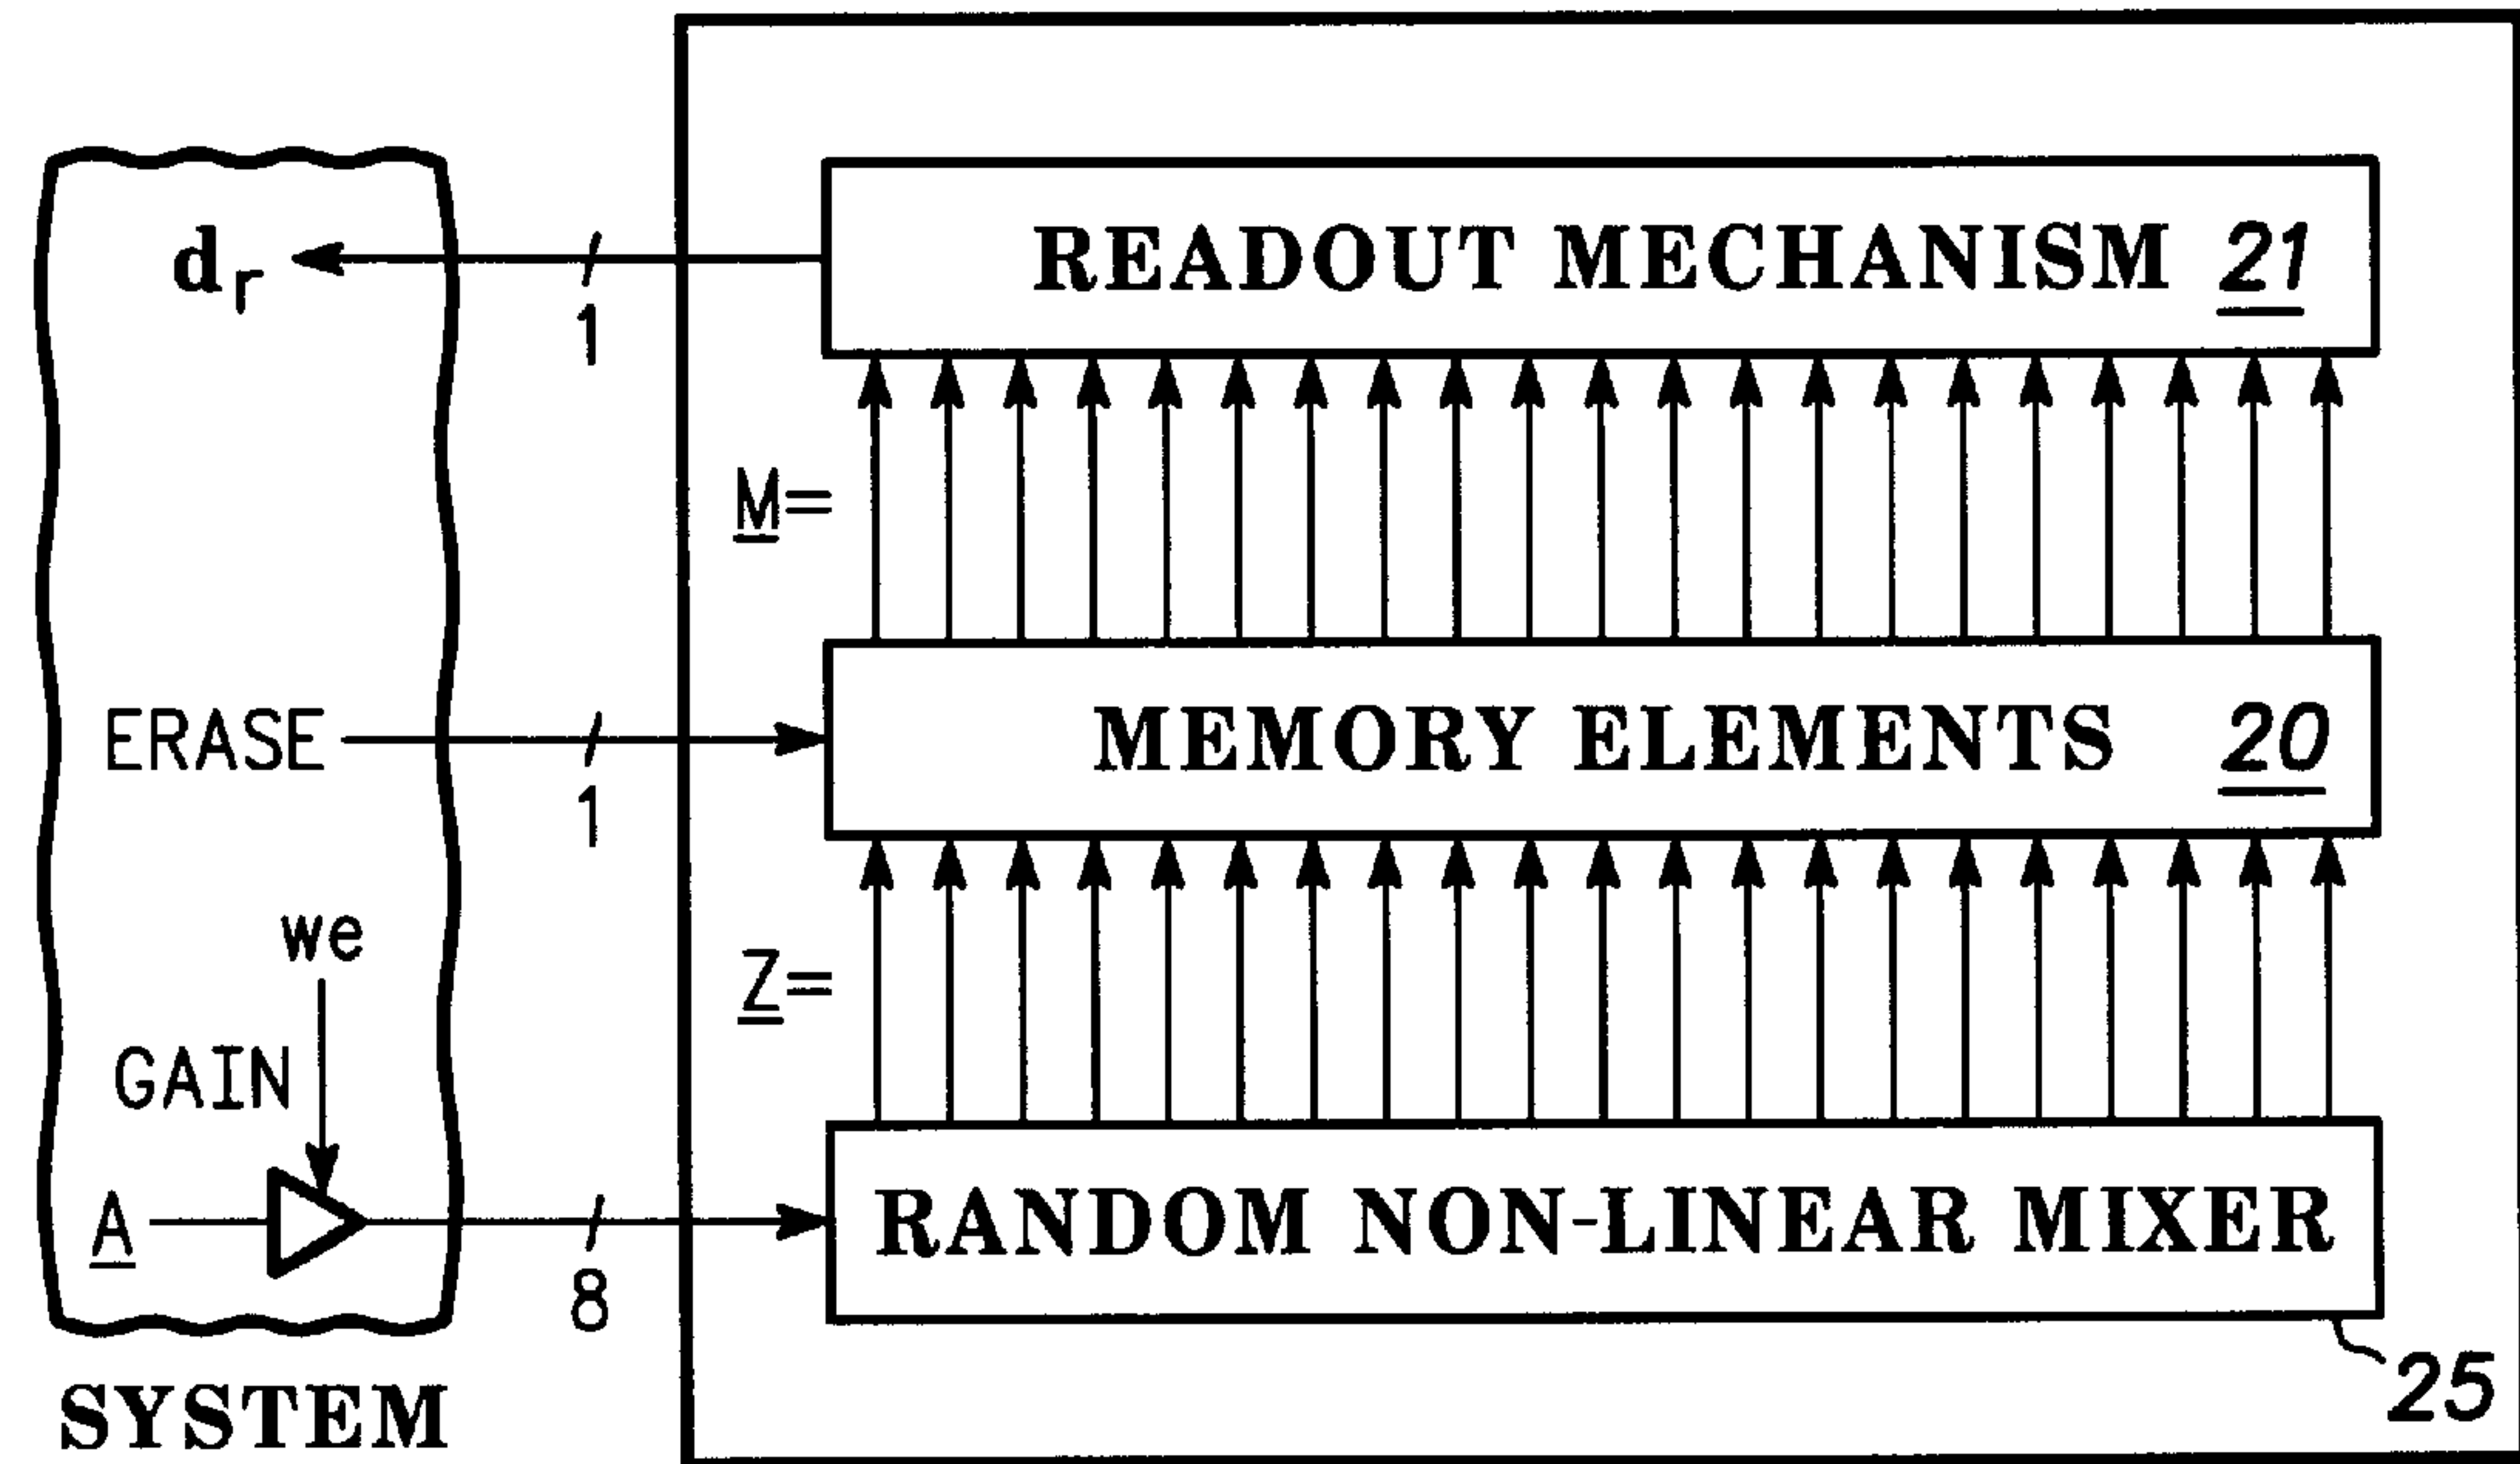 READOUT MECHANISM 21
dr
1
M=
MEMORY ELEMENTS 20
ERASE
1
we
Z=
GAIN
A
RANDOM NON-LINEAR MIXER
8
25
SYSTEM